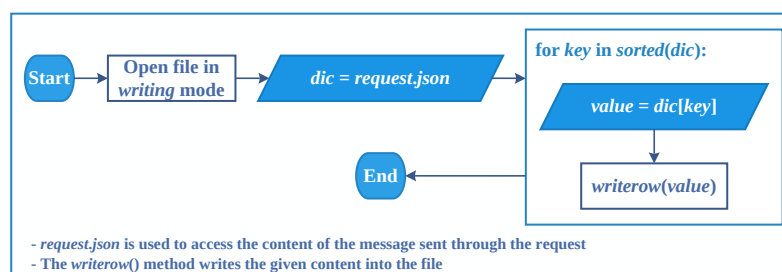 Start
Open file in
writing mode
dic = request.json
for key in sorted(dic):
value = dic[key]
writerow(value)
End
- request.json is used to access the content of the message sent through the request
- The writerow() method writes the given content into the file